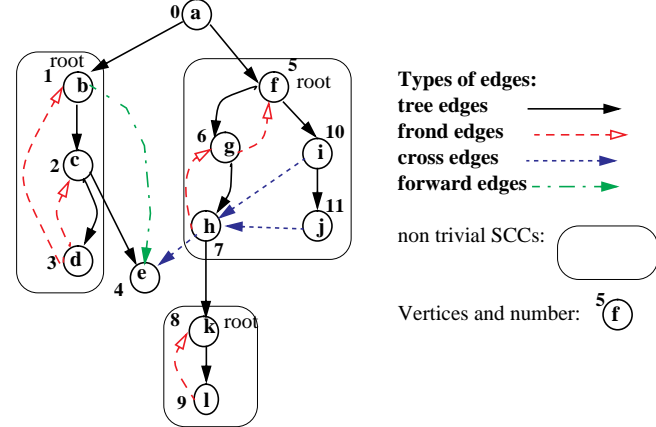 0 a
root
1 b
2 c
3 d
4 e
5
f root
6 g
10
i
11
j
h
7
8 k root
9 l
Types of edges:
tree edges
frond edges
cross edges
forward edges
non trivial SCCs:
Vertices and number: 5 f